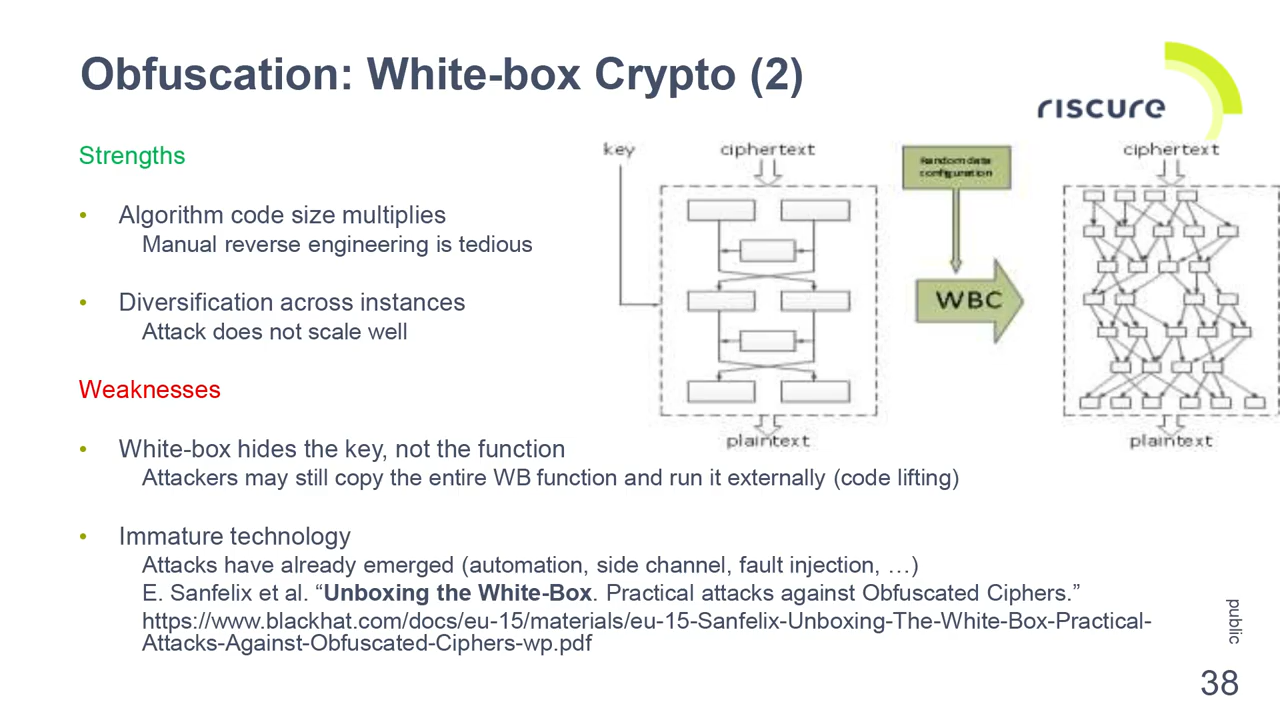 Obfuscation: White-box Crypto (2)
riscure
Strengths
• Algorithm code size multiplies
Manual reverse engineering is tedious
• Diversification across instances
Attack does not scale well
Weaknesses
• White-box hides the key, not the function
Attackers may still copy the entire WB function and run it externally (code lifting)
• Immature technology
Attacks have already emerged (automation, side channel, fault injection, …)
E. Sanfelix et al. “Unboxing the White-Box. Practical attacks against Obfuscated Ciphers.”
https://www.blackhat.com/docs/eu-15/materials/eu-15-Sanfelix-Unboxing-The-White-Box-Practical-
Attacks-Against-Obfuscated-Ciphers-wp.pdf
key
ciphertext
plaintext
Random data
configuration
WBC
ciphertext
plaintext
public
38